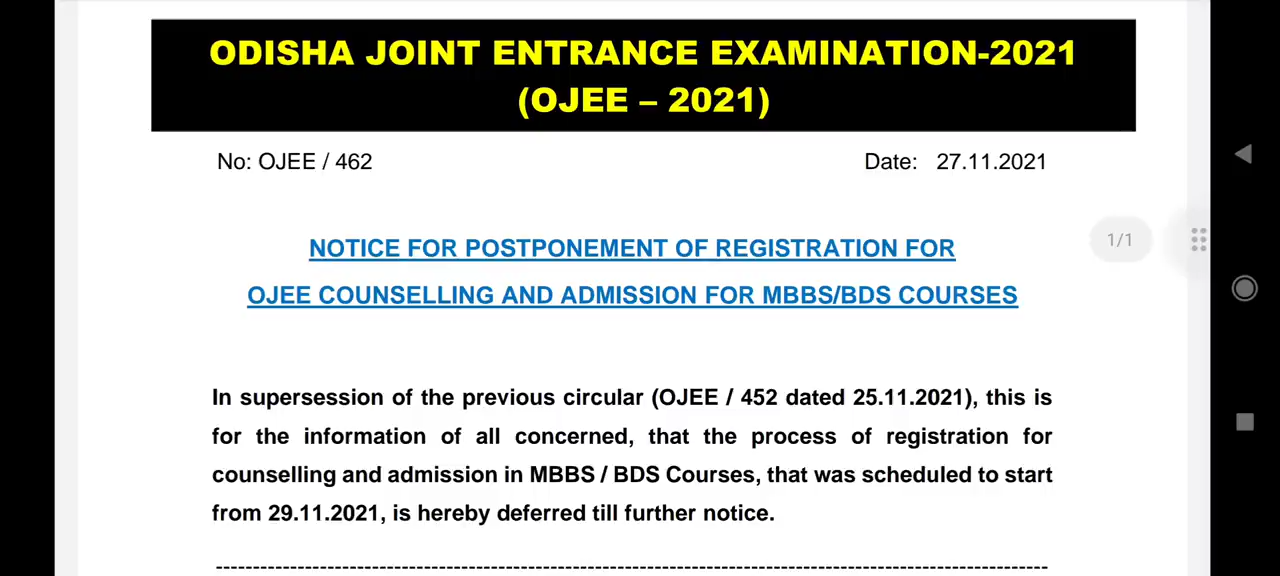 ODISHA JOINT ENTRANCE EXAMINATION-2021
(OJEE – 2021)
No: OJEE / 462 Date: 27.11.2021
NOTICE FOR POSTPONEMENT OF REGISTRATION FOR
1/1
OJEE COUNSELLING AND ADMISSION FOR MBBS/BDS COURSES
In supersession of the previous circular (OJEE / 452 dated 25.11.2021), this is
for the information of all concerned, that the process of registration for
counselling and admission in MBBS / BDS Courses, that was scheduled to start
from 29.11.2021, is hereby deferred till further notice.
--------------------------------------------------------------------------------------------------------------------